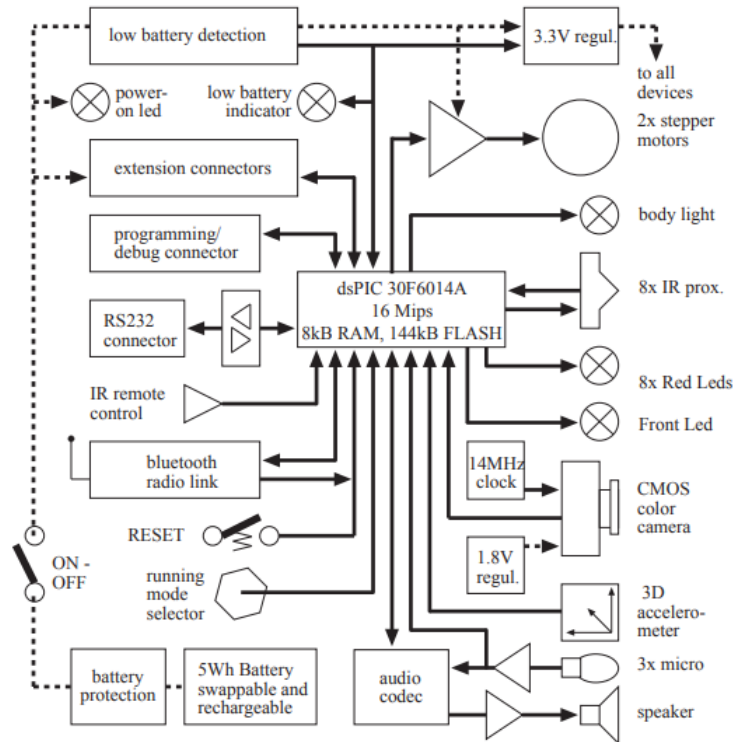 low battery detection
3.3V regul.
to all
devices
power-
on led
low battery
indicator
2x stepper
motors
extension connectors
body light
programming/
debug connector
dsPIC 30F6014A
16 Mips
8kB RAM, 144kB FLASH
8x IR prox.
RS232
connector
8x Red Leds
IR remote
control
Front Led
bluetooth
radio link
14MHz
clock
CMOS
color
camera
RESET
ON -
OFF
1.8V
regul.
running
mode
selector
3D
accelero-
meter
battery
protection
5Wh Battery
swappable and
rechargeable
audio
codec
3x micro
speaker